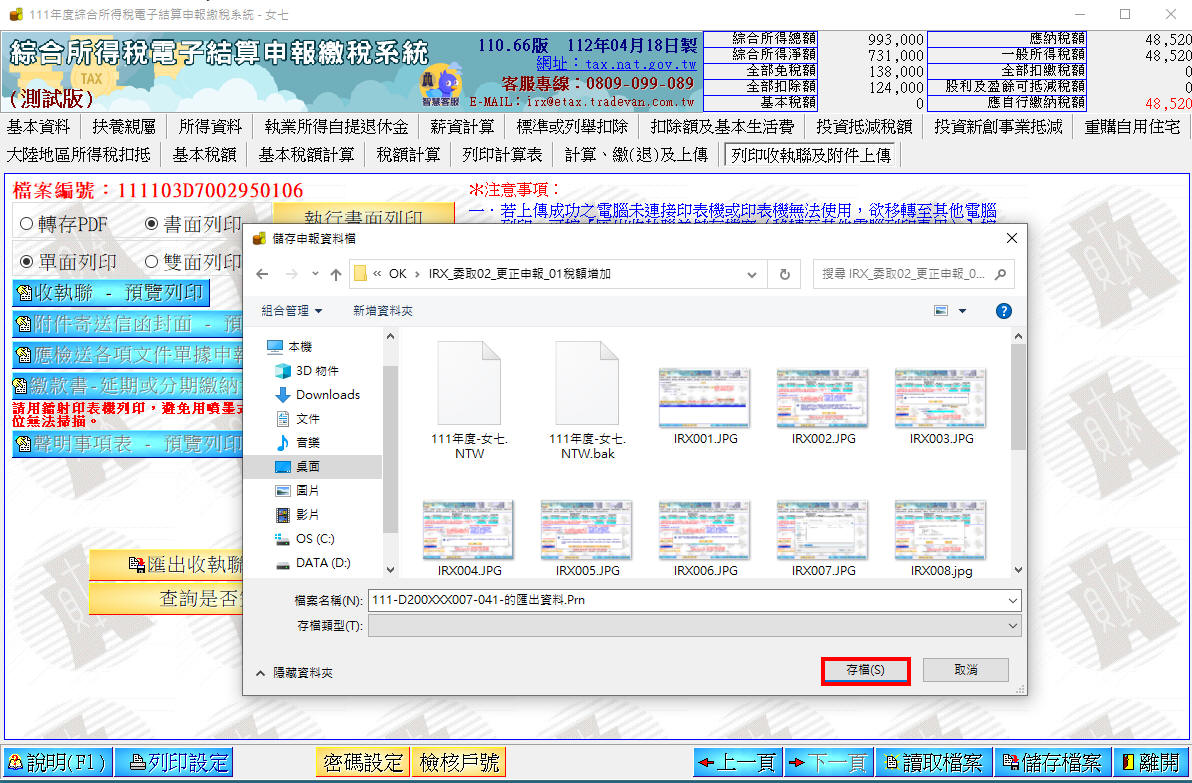 111年度綜合所得稅電子結算申報繳稅系統 - 女七
綜合所得稅電子結算申報繳稅系統
TAX
(測試版)
110.66版 112年04月18日製
網址：tax.nat.gov.tw
客服專線：0809-099-089
智慧客服 E-MAIL：irx@etax.tradevan.com.tw
綜合所得總額 993,000 應納稅額 48,520
綜合所得淨額 731,000 一般所得稅額 48,520
全部免稅額 138,000 全部扣繳稅額 0
全部扣除額 124,000 股利及盈餘可抵減稅額 0
基本稅額 0 應自行繳納稅額 48,520
基本資料 扶養親屬 所得資料 執業所得自提退休金 薪資計算 標準或列舉扣除 扣除額及基本生活費 投資抵減稅額 投資新創事業抵減 重購自用住宅
大陸地區所得稅扣抵 基本稅額 基本稅額計算 稅額計算 列印計算表 計算、繳(退)及上傳 列印收執聯及附件上傳
檔案編號：111103D7002950106
轉存PDF 書面列印 執行書面列印
單面列印 雙面列印
收執聯 - 預覽列印
附件寄送信函封面 - 預
應檢送各項文件單據申
繳款書-延期或分期繳納
請用鐳射印表機列印，避免用噴墨
位無法掃描。
聲明事項表 - 預覽列印
匯出收執聯
查詢是否
※注意事項：
一．若上傳成功之電腦未連接印表機或印表機無法使用，欲移轉至其他電腦
儲存申報資料檔
« OK › IRX_委取02_更正申報_01稅額增加
搜尋 IRX_委取02_更正申報_0...
組合管理 新增資料夾
本機
3D 物件
Downloads
文件
音樂
桌面
圖片
影片
OS (C:)
DATA (D:)
111年度-女七.
NTW
111年度-女七.
NTW.bak
IRX001.JPG
IRX002.JPG
IRX003.JPG
IRX004.JPG
IRX005.JPG
IRX006.JPG
IRX007.JPG
IRX008.jpg
檔案名稱(N): 111-D200XXX007-041-的匯出資料.Prn
存檔類型(T):
隱藏資料夾 存檔(S) 取消
說明(F1) 列印設定 密碼設定 檢核戶號 上一頁 下一頁 讀取檔案 儲存檔案 離開